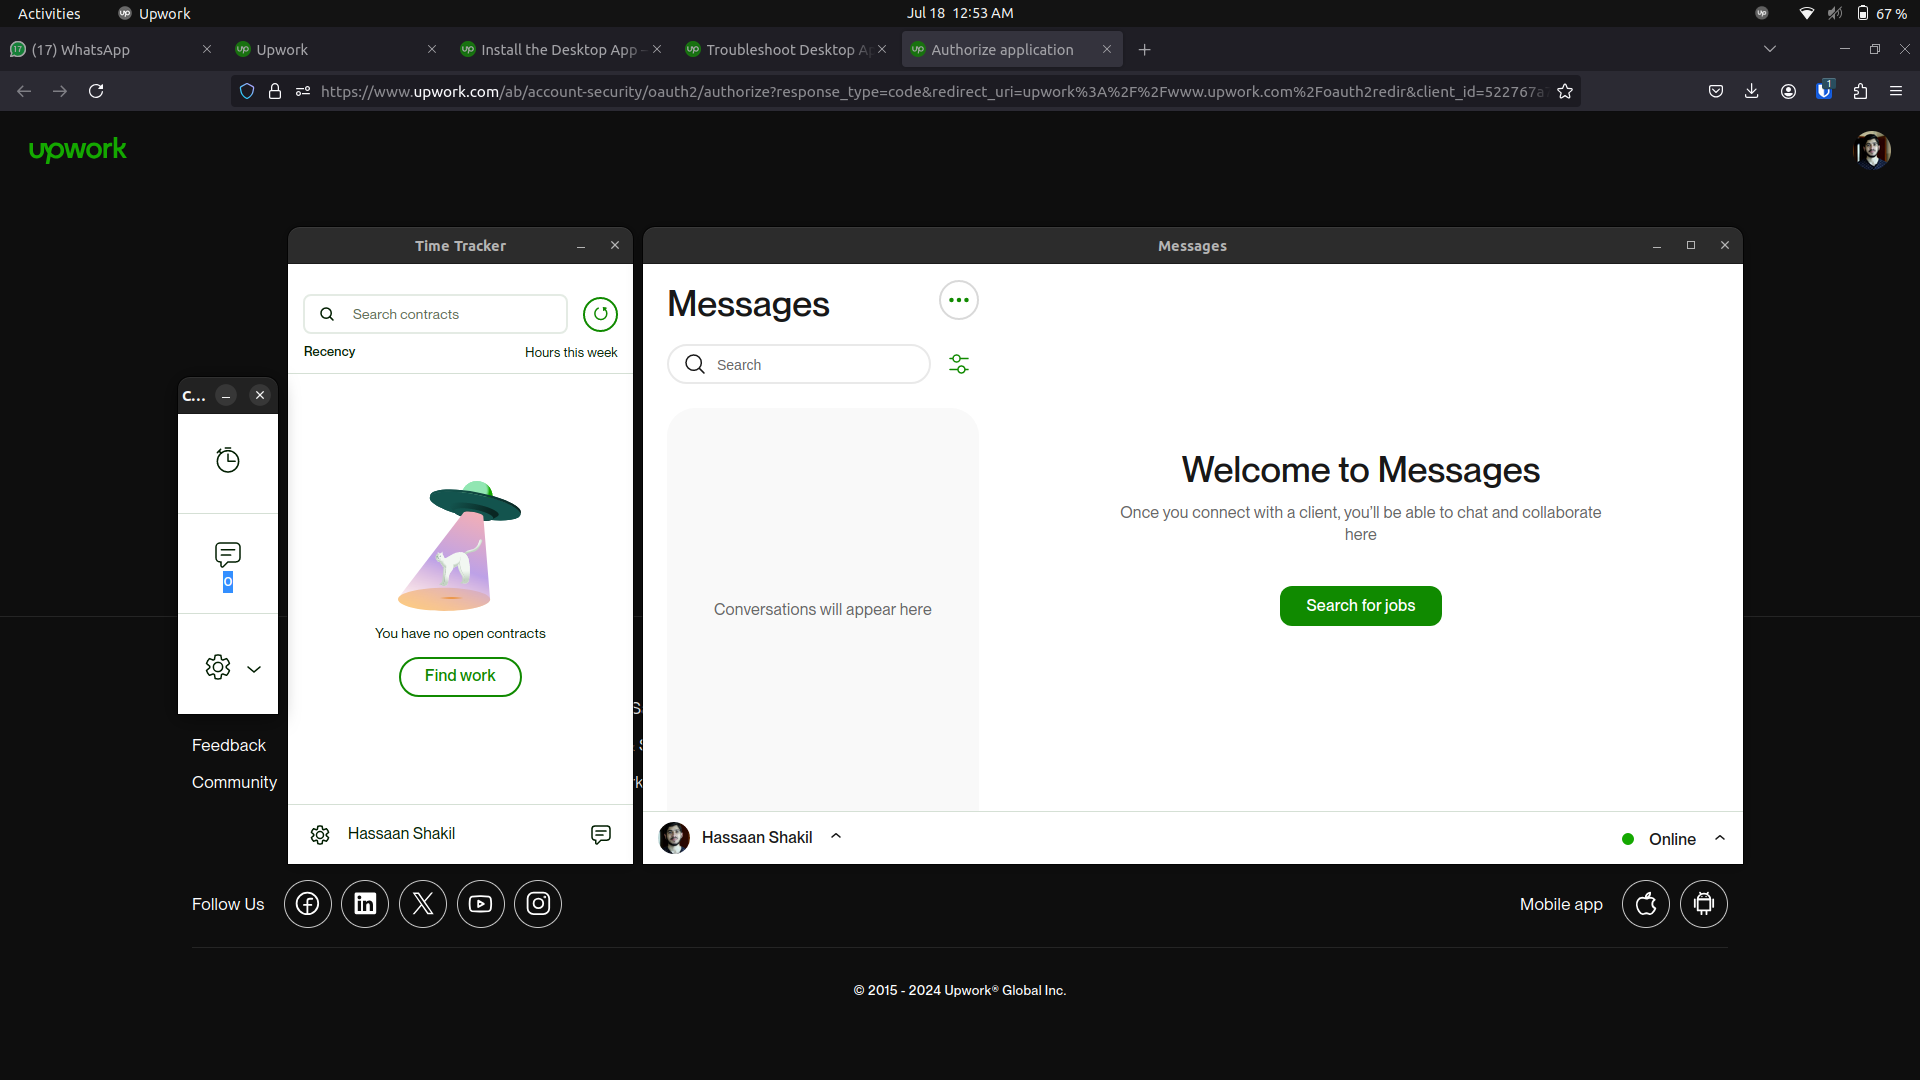 Activities Upwork Jul 18 12:53 AM 67 %
(17) WhatsApp Upwork Install the Desktop App - Troubleshoot Desktop Ap Authorize application
https://www.upwork.com/ab/account-security/oauth2/authorize?response_type=code&redirect_uri=upwork%3A%2F%2Fwww.upwork.com%2Foauth2redir&client_id=522767a7
upwork
Time Tracker
Search contracts
Recency Hours this week
You have no open contracts
Find work
Hassaan Shakil
Messages
Messages
Search
Conversations will appear here
Welcome to Messages
Once you connect with a client, you'll be able to chat and collaborate
here
Search for jobs
Hassaan Shakil
Online
C...
0
Feedback
Community
Follow Us
Mobile app
© 2015 - 2024 Upwork® Global Inc.